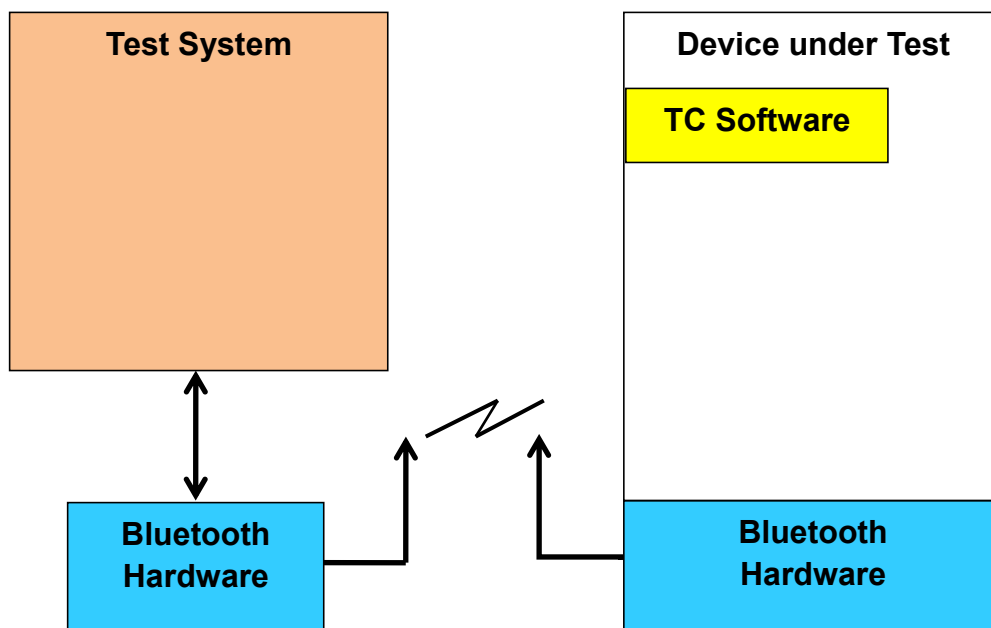 Test System
Device under Test
TC Software
Bluetooth
Hardware
Bluetooth
Hardware